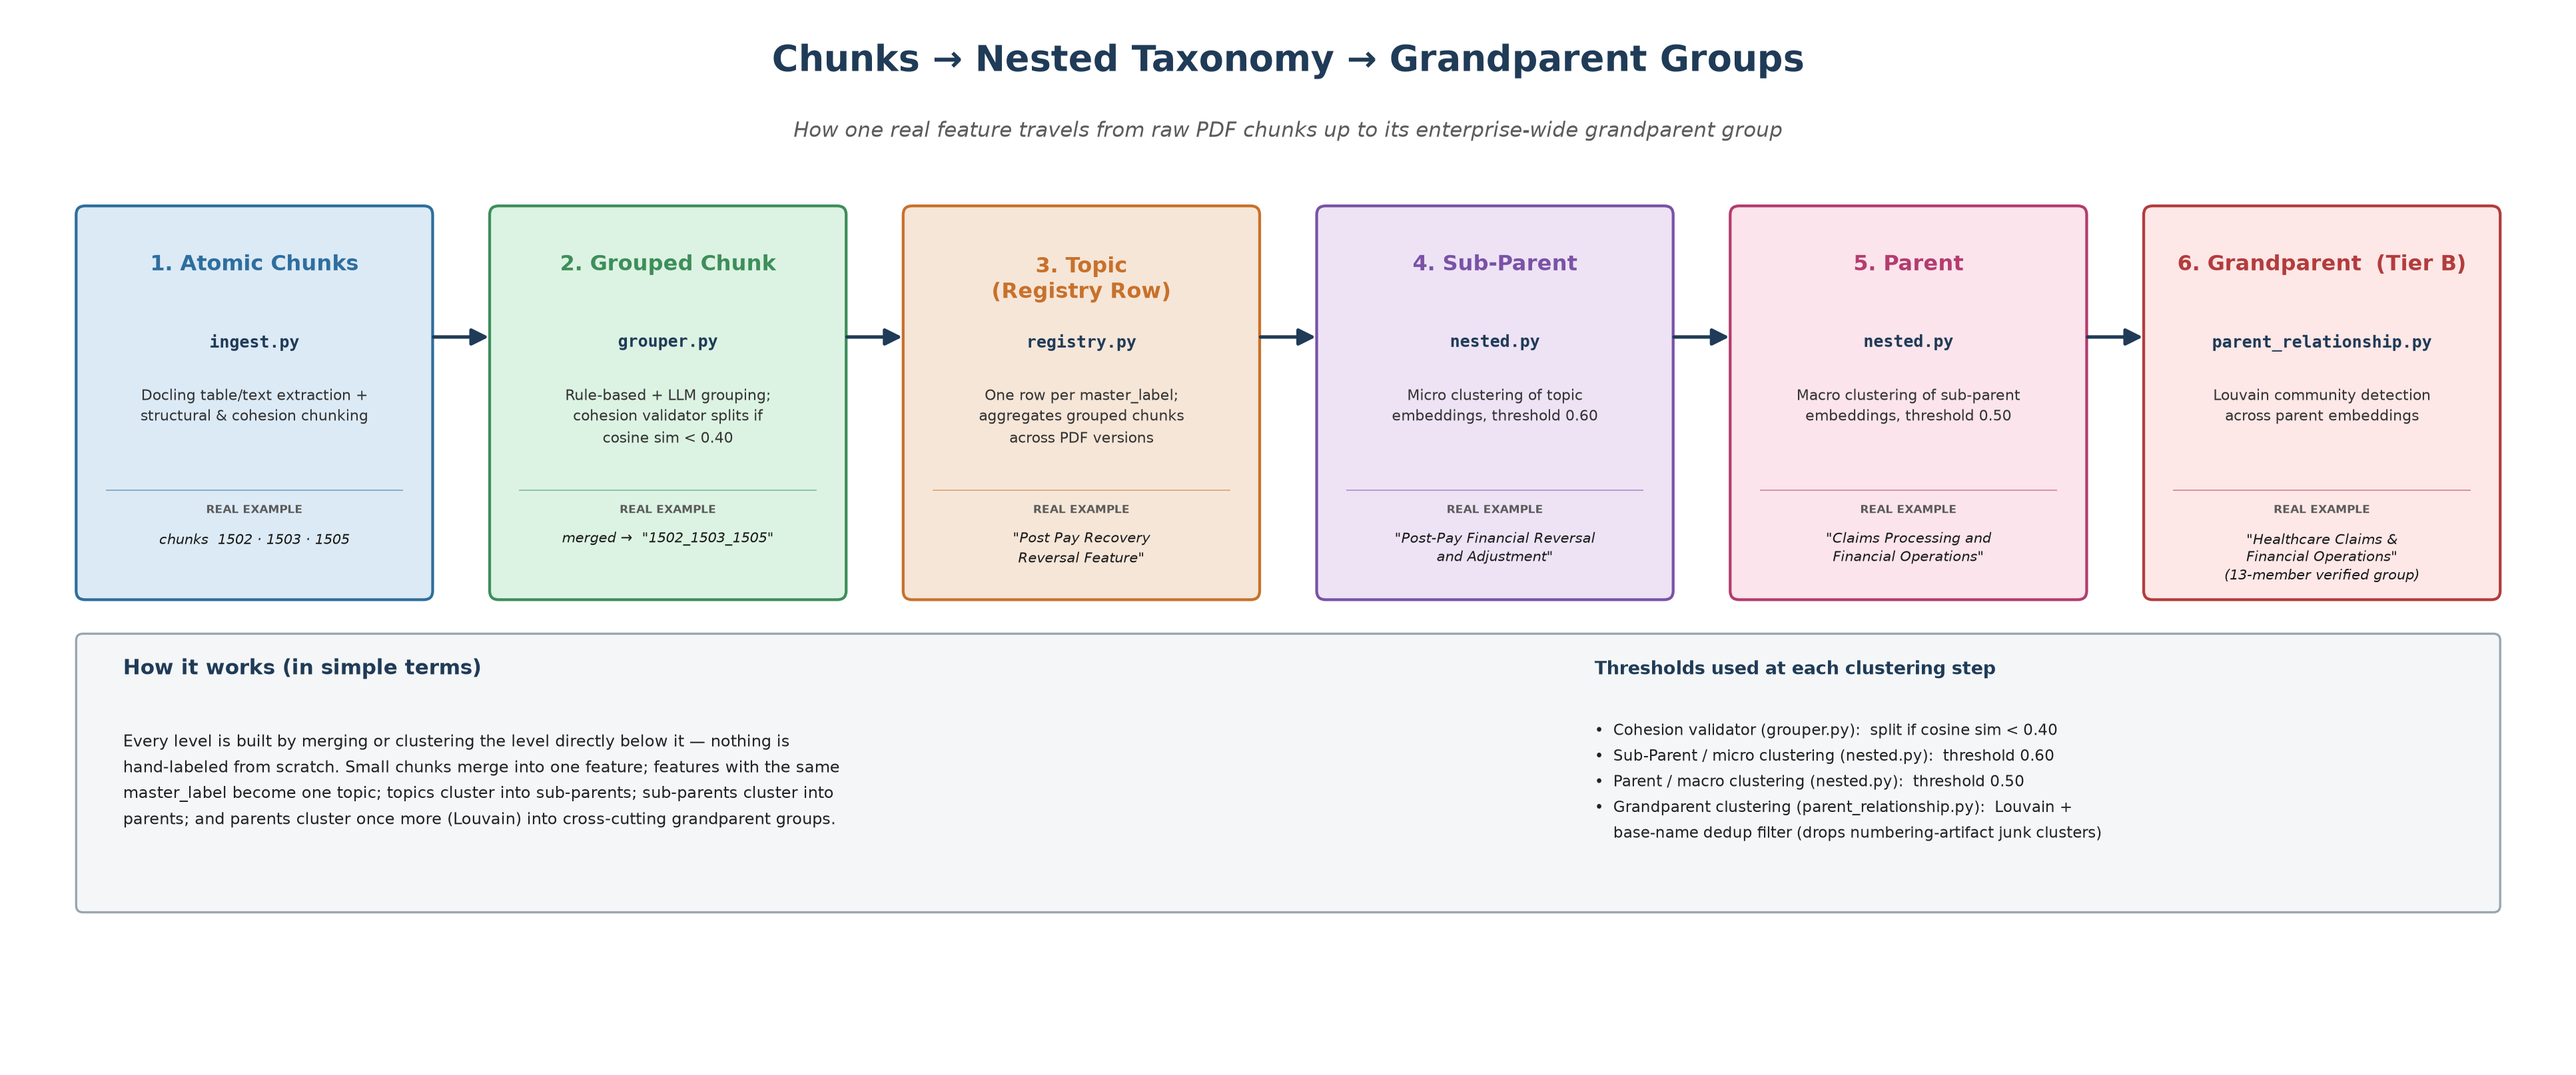 Chunks → Nested Taxonomy → Grandparent Groups
How one real feature travels from raw PDF chunks up to its enterprise-wide grandparent group
1. Atomic Chunks
ingest.py
Docling table/text extraction +
structural & cohesion chunking
REAL EXAMPLE
chunks 1502 · 1503 · 1505
2. Grouped Chunk
grouper.py
Rule-based + LLM grouping;
cohesion validator splits if
cosine sim < 0.40
REAL EXAMPLE
merged → "1502_1503_1505"
3. Topic
(Registry Row)
registry.py
One row per master_label;
aggregates grouped chunks
across PDF versions
REAL EXAMPLE
"Post Pay Recovery
Reversal Feature"
4. Sub-Parent
nested.py
Micro clustering of topic
embeddings, threshold 0.60
REAL EXAMPLE
"Post-Pay Financial Reversal
and Adjustment"
5. Parent
nested.py
Macro clustering of sub-parent
embeddings, threshold 0.50
REAL EXAMPLE
"Claims Processing and
Financial Operations"
6. Grandparent (Tier B)
parent_relationship.py
Louvain community detection
across parent embeddings
REAL EXAMPLE
"Healthcare Claims &
Financial Operations"
(13-member verified group)
How it works (in simple terms)
Every level is built by merging or clustering the level directly below it — nothing is
hand-labeled from scratch. Small chunks merge into one feature; features with the same
master_label become one topic; topics cluster into sub-parents; sub-parents cluster into
parents; and parents cluster once more (Louvain) into cross-cutting grandparent groups.
Thresholds used at each clustering step
• Cohesion validator (grouper.py): split if cosine sim < 0.40
• Sub-Parent / micro clustering (nested.py): threshold 0.60
• Parent / macro clustering (nested.py): threshold 0.50
• Grandparent clustering (parent_relationship.py): Louvain +
base-name dedup filter (drops numbering-artifact junk clusters)